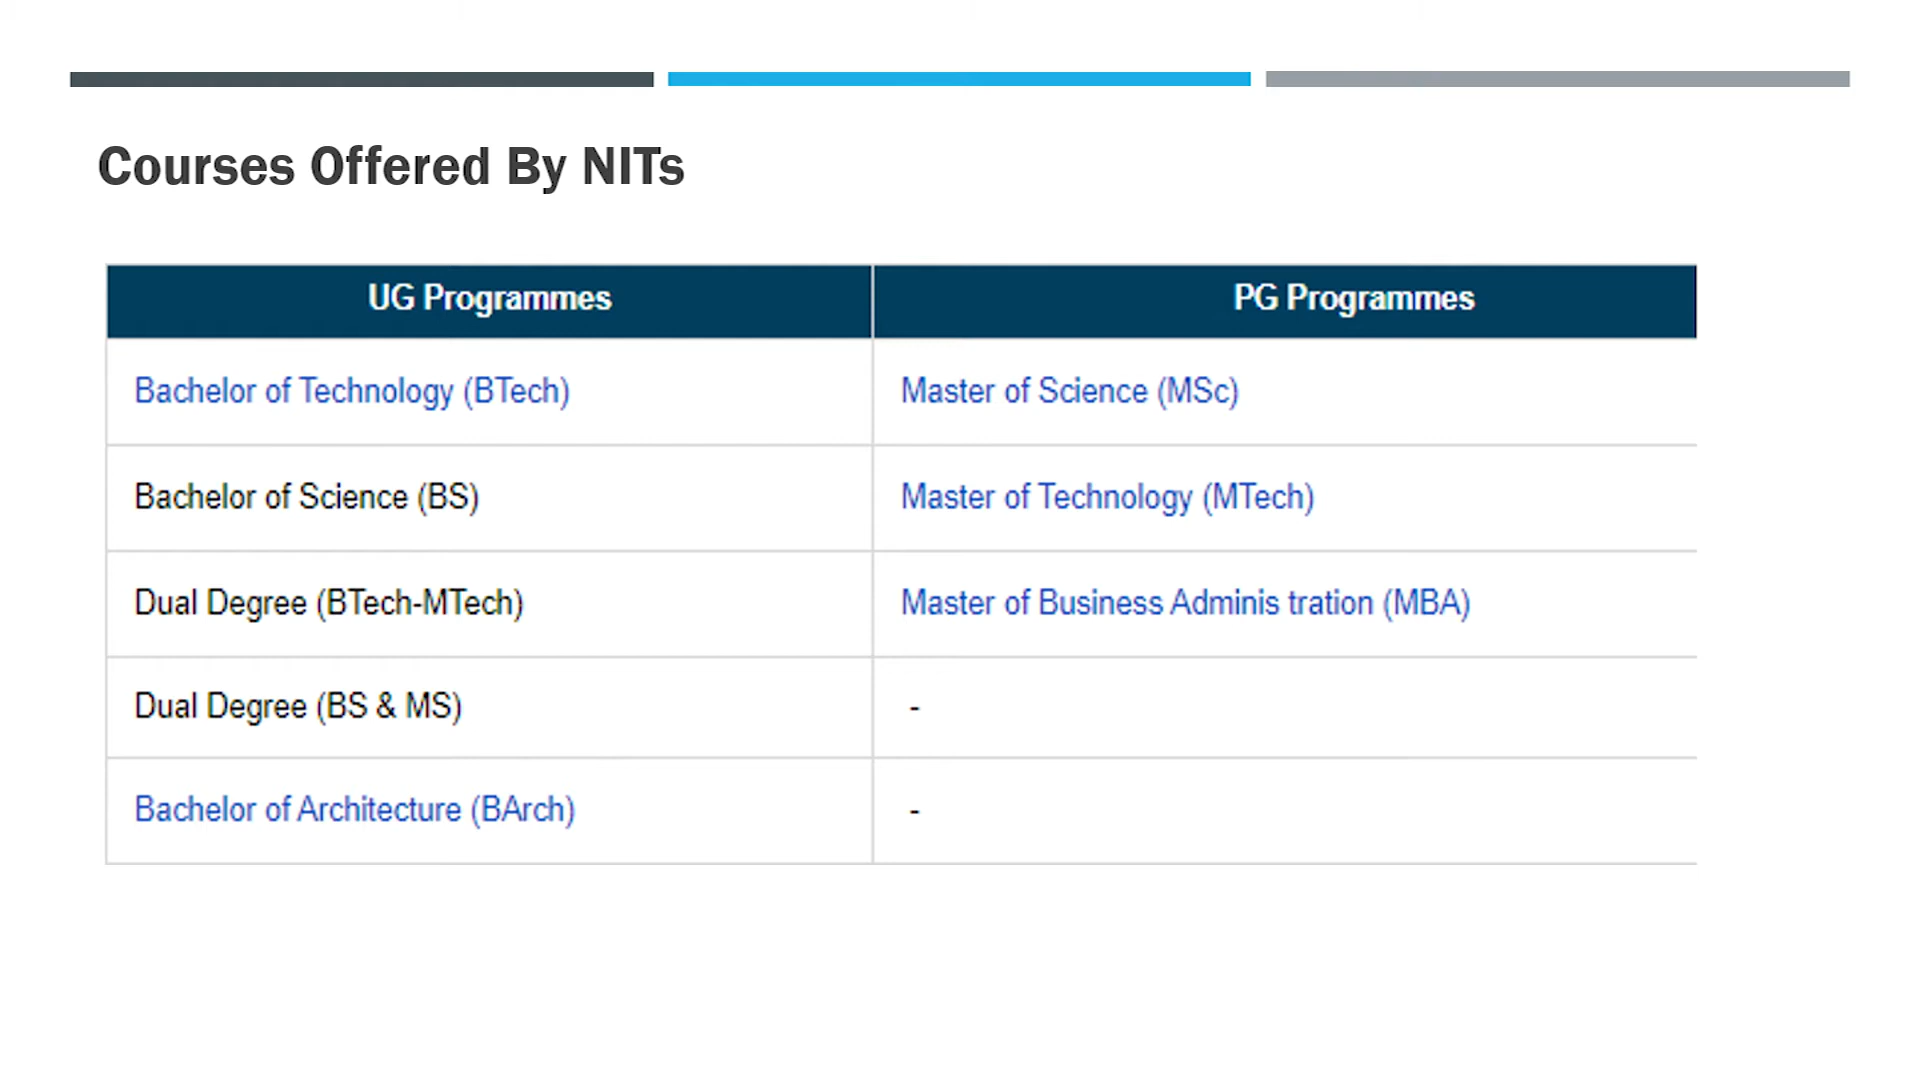 Courses Offered By NITs
UG Programmes PG Programmes
Bachelor of Technology (BTech) Master of Science (MSc)
Bachelor of Science (BS) Master of Technology (MTech)
Dual Degree (BTech-MTech) Master of Business Adminis tration (MBA)
Dual Degree (BS & MS) -
Bachelor of Architecture (BArch) -